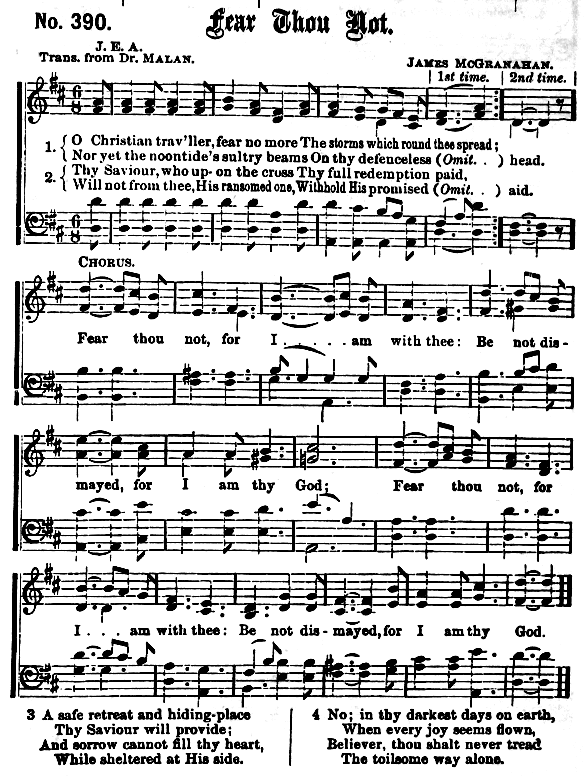 No. 390. Fear Thou Not.
J. E. A.
Trans. from Dr. MALAN. JAMES MCGRANAHAN.
1st time. 2nd time.
1. { O Christian trav'ller, fear no more The storms which round thee spread;
Nor yet the noontide's sultry beams On thy defenceless (Omit. . ) head.
2. { Thy Saviour, who up- on the cross Thy full redemption paid,
Will not from thee, His ransomed one, Withhold His promised (Omit. . ) aid.
CHORUS.
Fear thou not, for I . . . . . am with thee: Be not dis-
mayed, for I am thy God; Fear thou not, for
I . . . am with thee: Be not dis-mayed, for I am thy God.
3 A safe retreat and hiding-place
Thy Saviour will provide;
And sorrow cannot fill thy heart,
While sheltered at His side.
4 No; in thy darkest days on earth,
When every joy seems flown,
Believer, thou shalt never tread
The toilsome way alone.